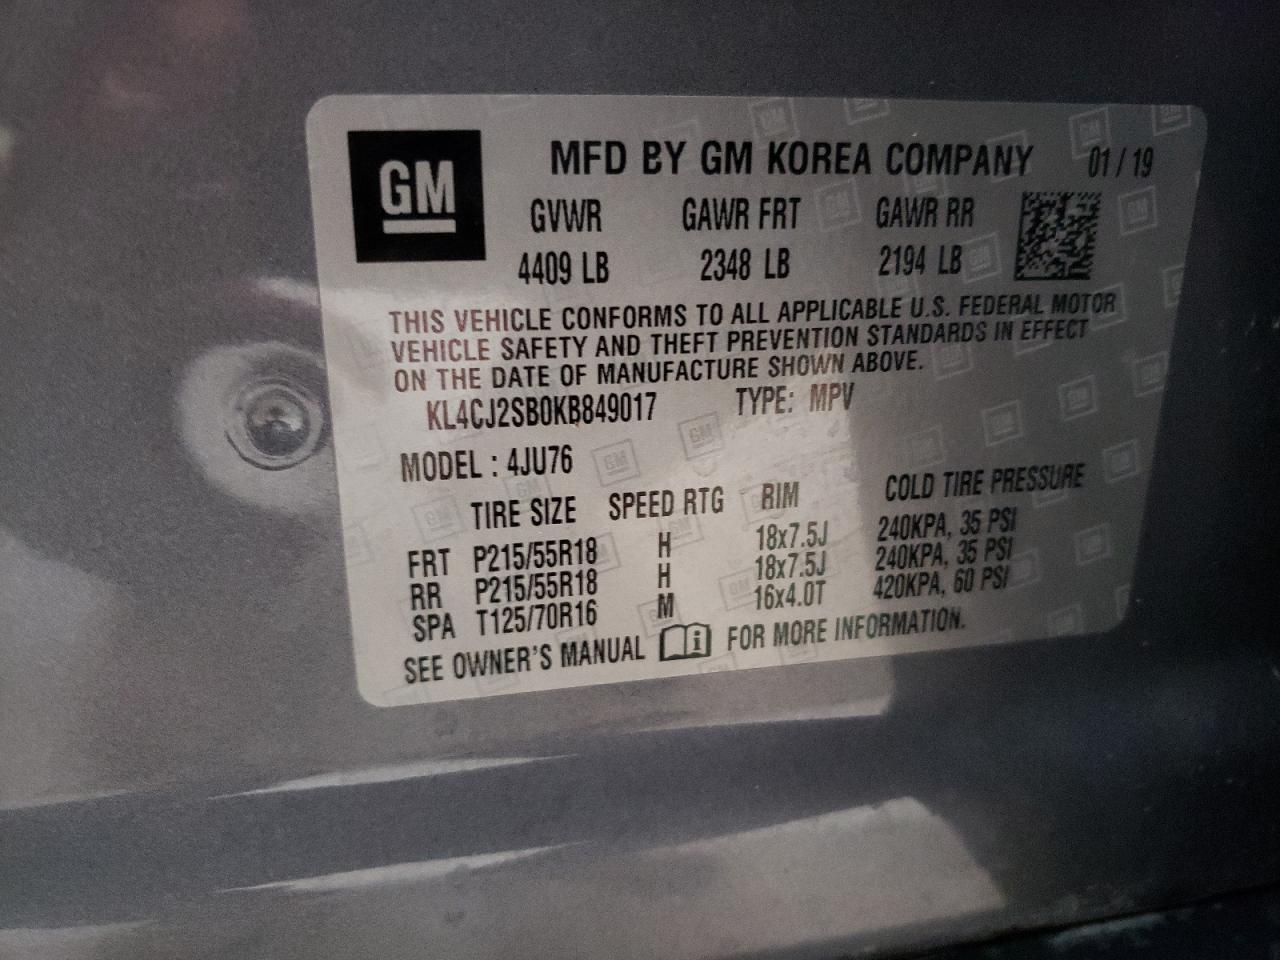 GM
MFD BY GM KOREA COMPANY 01 / 19
GVWR GAWR FRT GAWR RR
4409 LB 2348 LB 2194 LB
THIS VEHICLE CONFORMS TO ALL APPLICABLE U.S. FEDERAL MOTOR
VEHICLE SAFETY AND THEFT PREVENTION STANDARDS IN EFFECT
ON THE DATE OF MANUFACTURE SHOWN ABOVE.
KL4CJ2SB0KB849017 TYPE: MPV
MODEL : 4JU76
TIRE SIZE SPEED RTG RIM COLD TIRE PRESSURE
FRT P215/55R18 H 18x7.5J 240KPA, 35 PSI
RR P215/55R18 H 18x7.5J 240KPA, 35 PSI
SPA T125/70R16 M 16x4.0T 420KPA, 60 PSI
SEE OWNER'S MANUAL i FOR MORE INFORMATION.